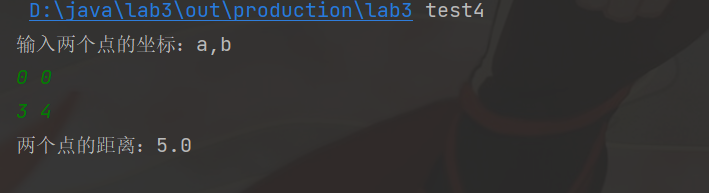 D:\java\lab3\out\production\lab3 test4
输入两个点的坐标：a,b
0 0
3 4
两个点的距离：5.0